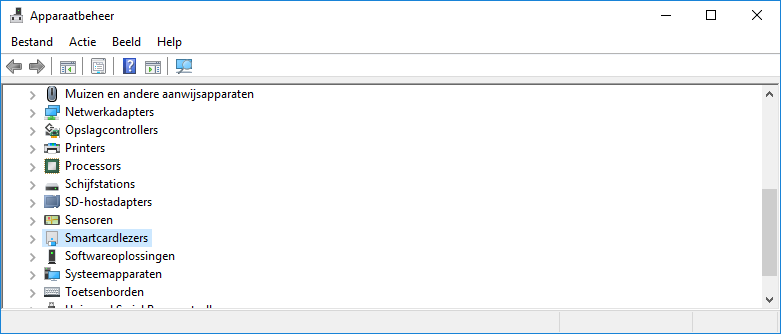 Apparaatbeheer
Bestand Actie Beeld Help
Muizen en andere aanwijsapparaten
Netwerkadapters
Opslagcontrollers
Printers
Processors
Schijfstations
SD-hostadapters
Sensoren
Smartcardlezers
Softwareoplossingen
Systeemapparaten
Toetsenborden